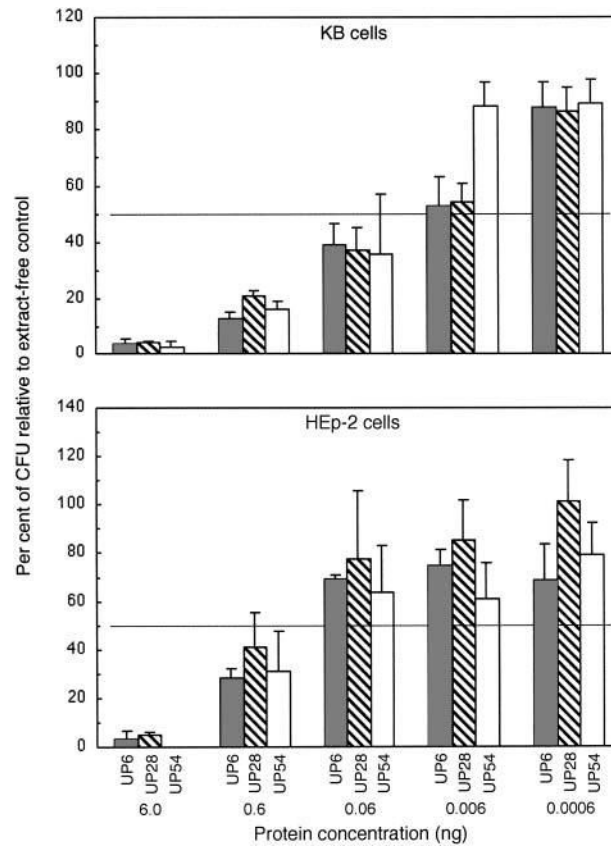 120
KB cells
100
80
60
40
20
0
140
HEp-2 cells
120
100
80
60
40
20
0
Per cent of CFU relative to extract-free control
UP6 UP28 UP54 UP6 UP28 UP54 UP6 UP28 UP54 UP6 UP28 UP54 UP6 UP28 UP54
6.0 0.6 0.06 0.006 0.0006
Protein concentration (ng)